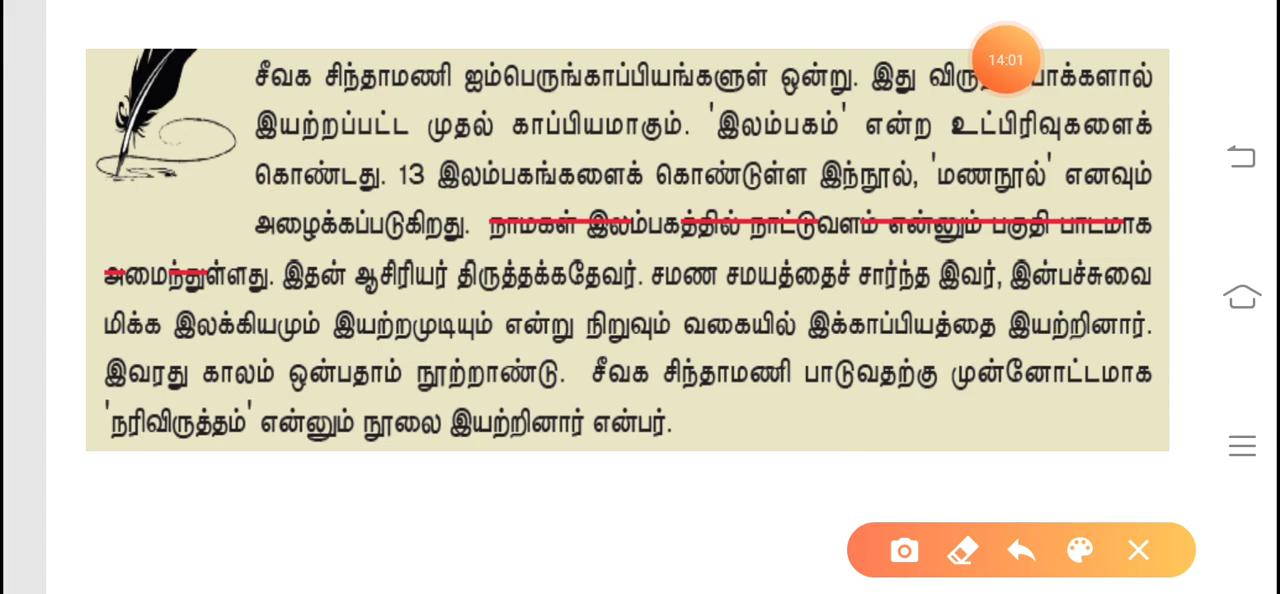 சீவக சிந்தாமணி ஐம்பெருங்காப்பியங்களுள் ஒன்று. இது
இயற்றப்பட்ட முதல் காப்பியமாகும். 'இலம்பகம்' என்ற உட்பிரிவுகளைக்
கொண்டது. 13 இலம்பகங்களைக் கொண்டுள்ள இந்நூல், 'மணநூல்' எனவும்
அழைக்கப்படுகிறது. நாமகள் இலம்பகத்தில் நாட்டுவளம் என்னும் பகுதி பாடமாக
அமைந்துள்ளது. இதன் ஆசிரியர் திருத்தக்கதேவர். சமண சமயத்தைச் சார்ந்த இவர், இன்பச்சுவை
மிக்க இலக்கியமும் இயற்றமுடியும் என்று நிறுவும் வகையில் இக்காப்பியத்தை இயற்றினார்.
இவரது காலம் ஒன்பதாம் நூற்றாண்டு. சீவக சிந்தாமணி பாடுவதற்கு முன்னோட்டமாக
'நரிவிருத்தம்' என்னும் நூலை இயற்றினார் என்பர்.
14:01